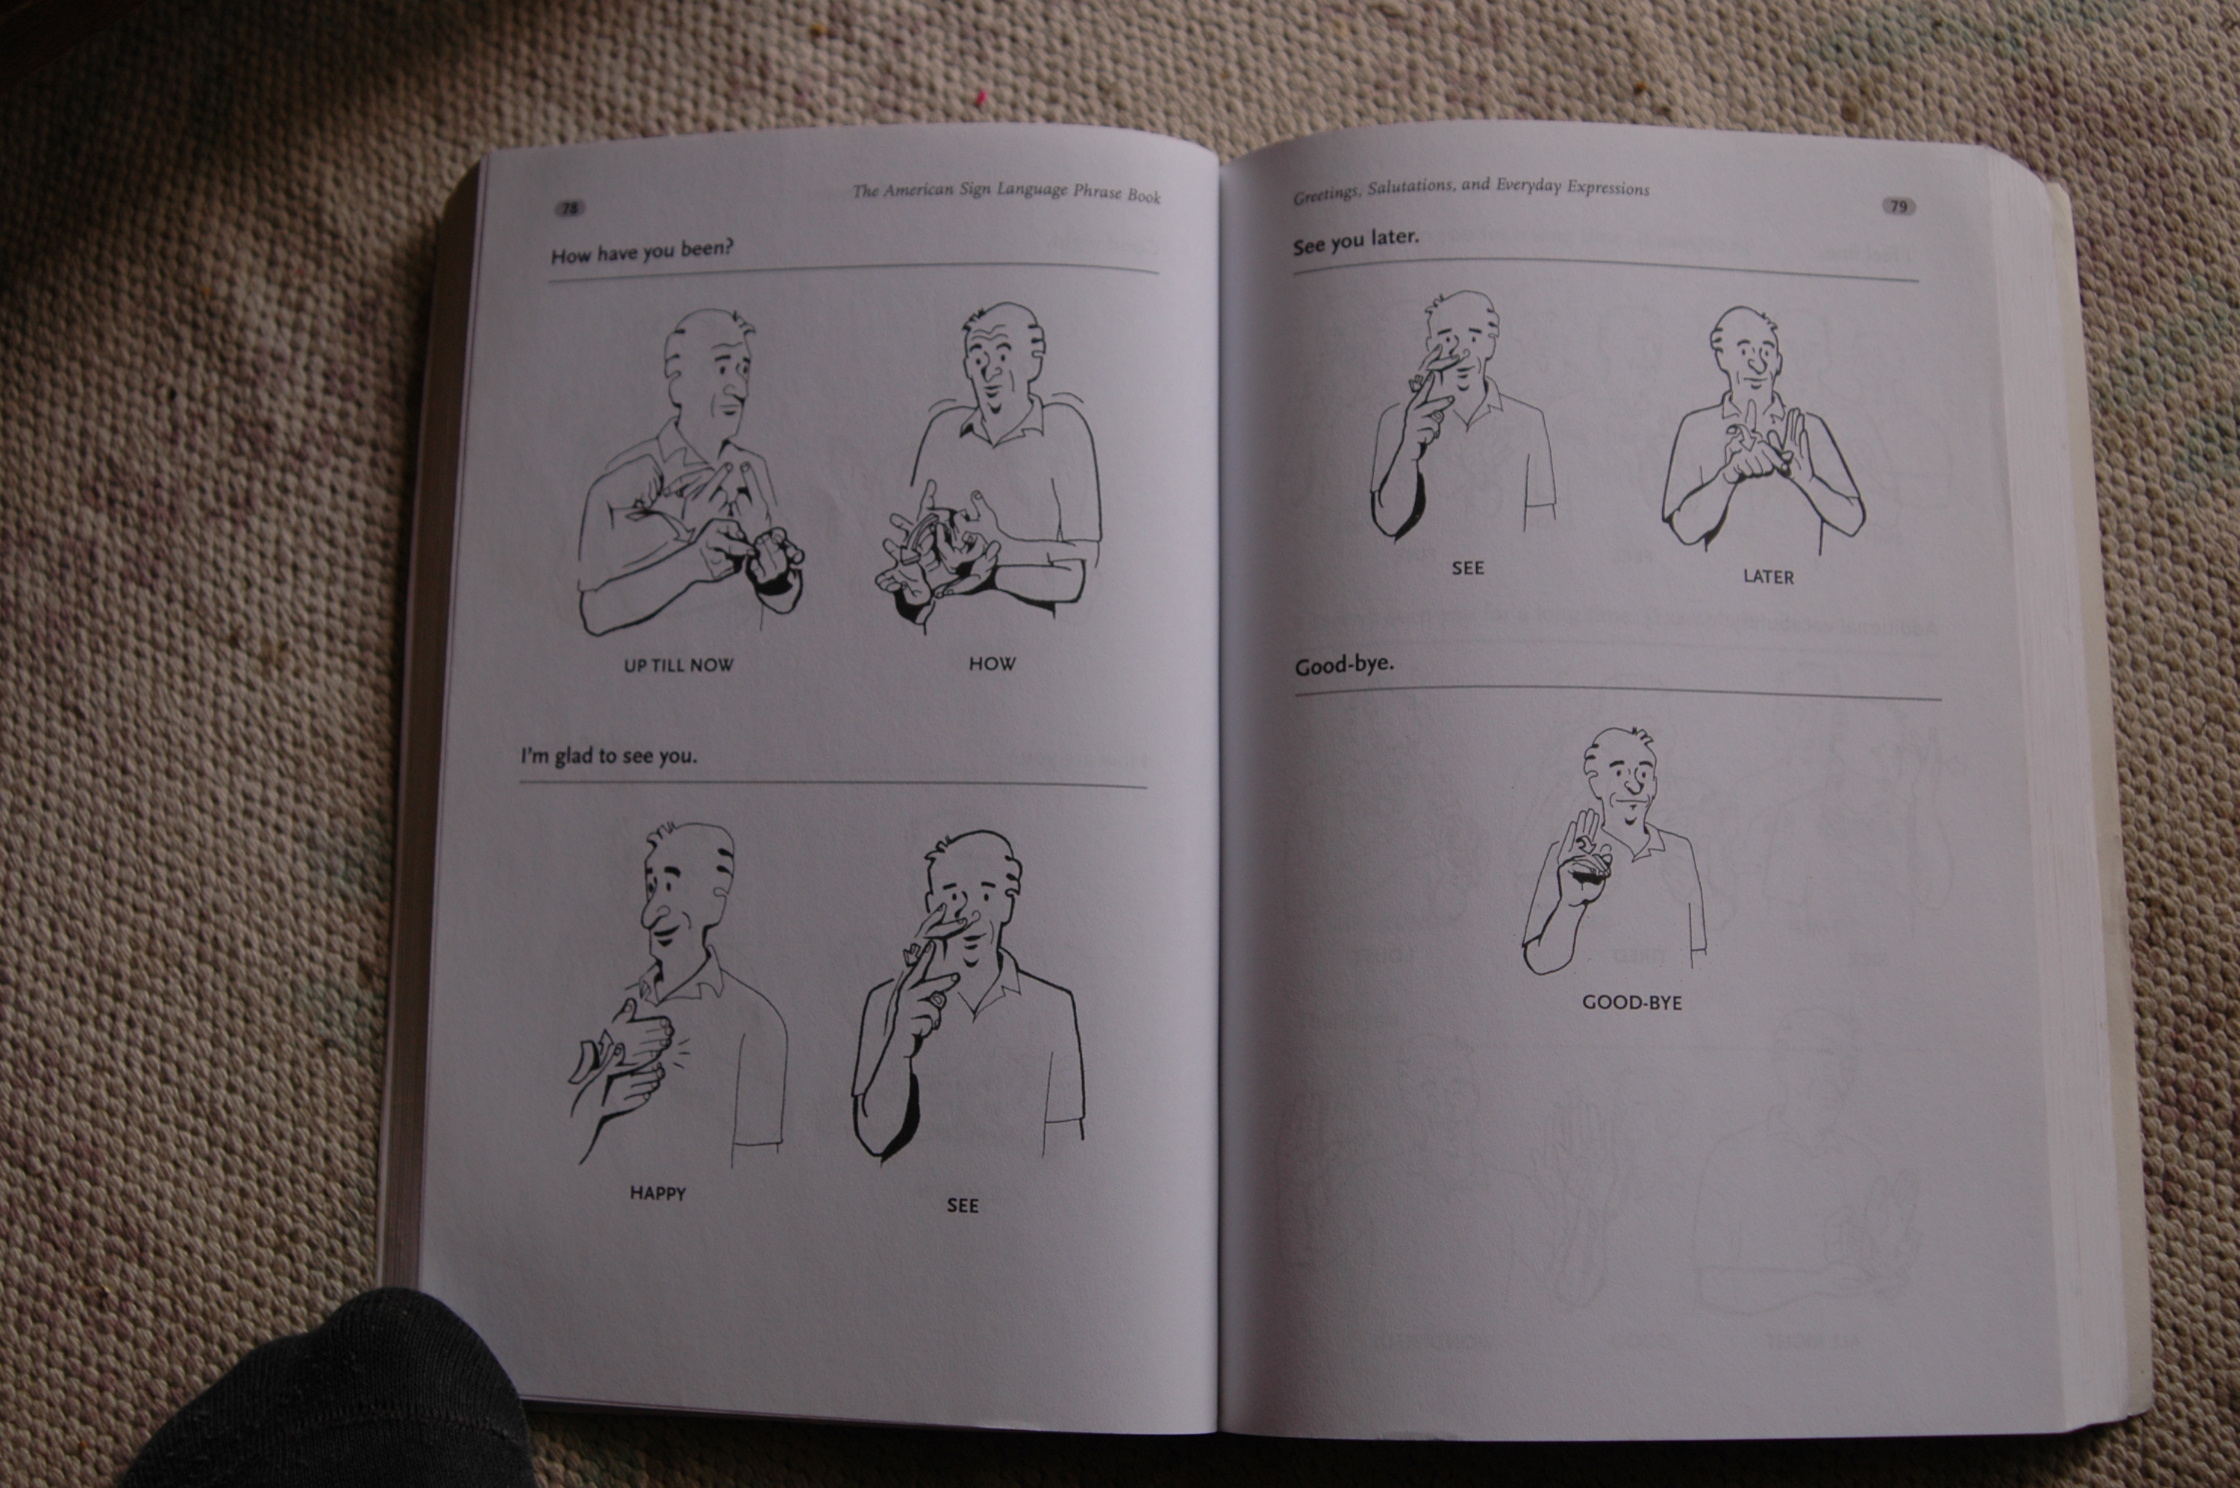 78
The American Sign Language Phrase Book
How have you been?
UP TILL NOW
HOW
I'm glad to see you.
HAPPY
SEE
Greetings, Salutations, and Everyday Expressions
79
See you later.
SEE
LATER
Good-bye.
GOOD-BYE